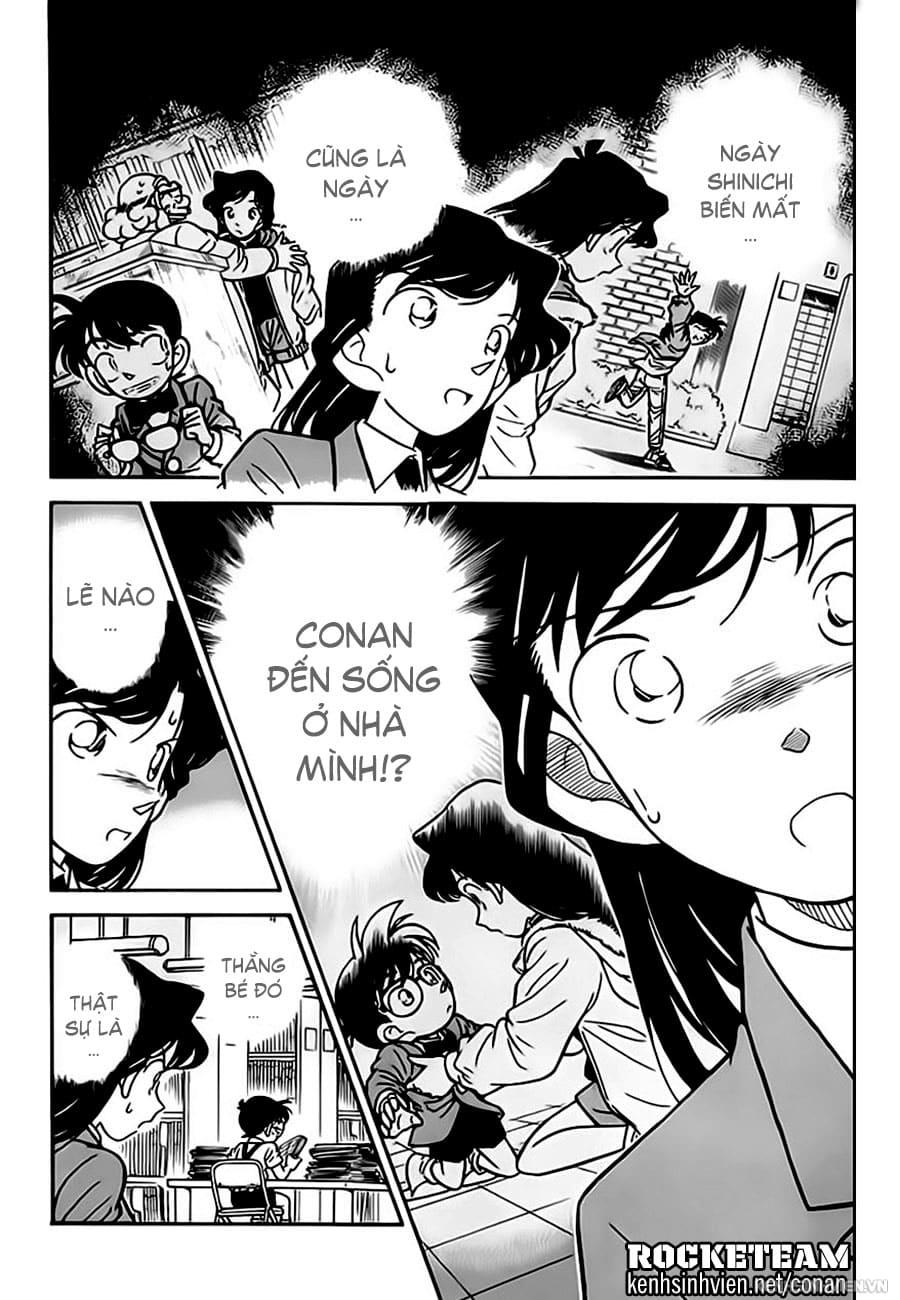 NGÀY
SHINICHI
BIẾN MẤT
...
CŨNG LÀ
NGÀY
...
CONAN
ĐẾN SỐNG
Ở NHÀ
MÌNH!?
LẼ NÀO
...
THẰNG
BÉ ĐÓ
...
THẬT
SỰ LÀ
...
ROCKETEAM
kenhsinhvien.net/conan